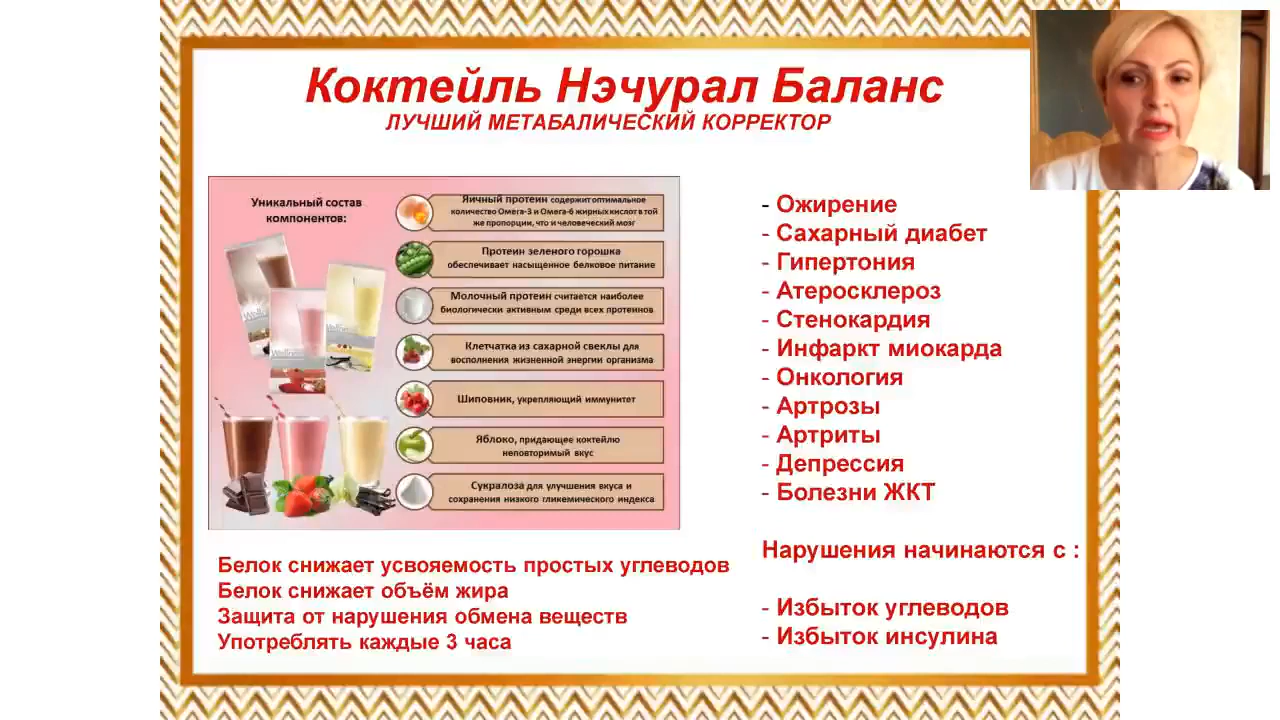 Коктейль Нэчурал Баланс
ЛУЧШИЙ МЕТАБАЛИЧЕСКИЙ КОРРЕКТОР
Уникальный состав
компонентов:
Яичный протеин содержит оптимальное
количество Омега-3 и Омега-6 жирных кислот в той
же пропорции, что и человеческий мозг
Протеин зеленого горошка
обеспечивает насыщенное белковое питание
Молочный протеин считается наиболее
биологически активным среди всех протеинов
Клетчатка из сахарной свеклы для
восполнения жизненной энергии организма
Шиповник, укрепляющий иммунитет
Яблоко, придающее коктейлю
неповторимый вкус
Сукралоза для улучшения вкуса и
сохранения низкого гликемического индекса
Белок снижает усвояемость простых углеводов
Белок снижает объём жира
Защита от нарушения обмена веществ
Употреблять каждые 3 часа
- Ожирение
- Сахарный диабет
- Гипертония
- Атеросклероз
- Стенокардия
- Инфаркт миокарда
- Онкология
- Артрозы
- Артриты
- Депрессия
- Болезни ЖКТ
Нарушения начинаются с :
- Избыток углеводов
- Избыток инсулина